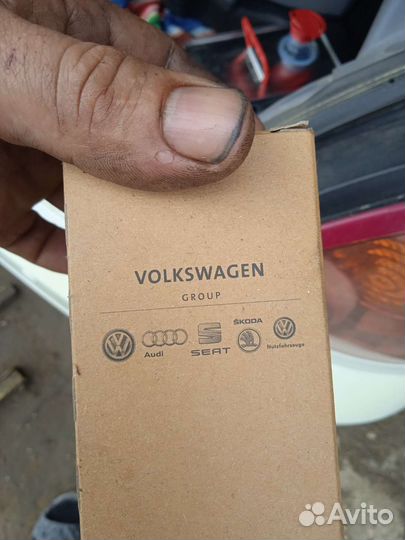 VOLKSWAGEN
GROUP
Audi SEAT ŠKODA Nutzfahrzeuge
Avito